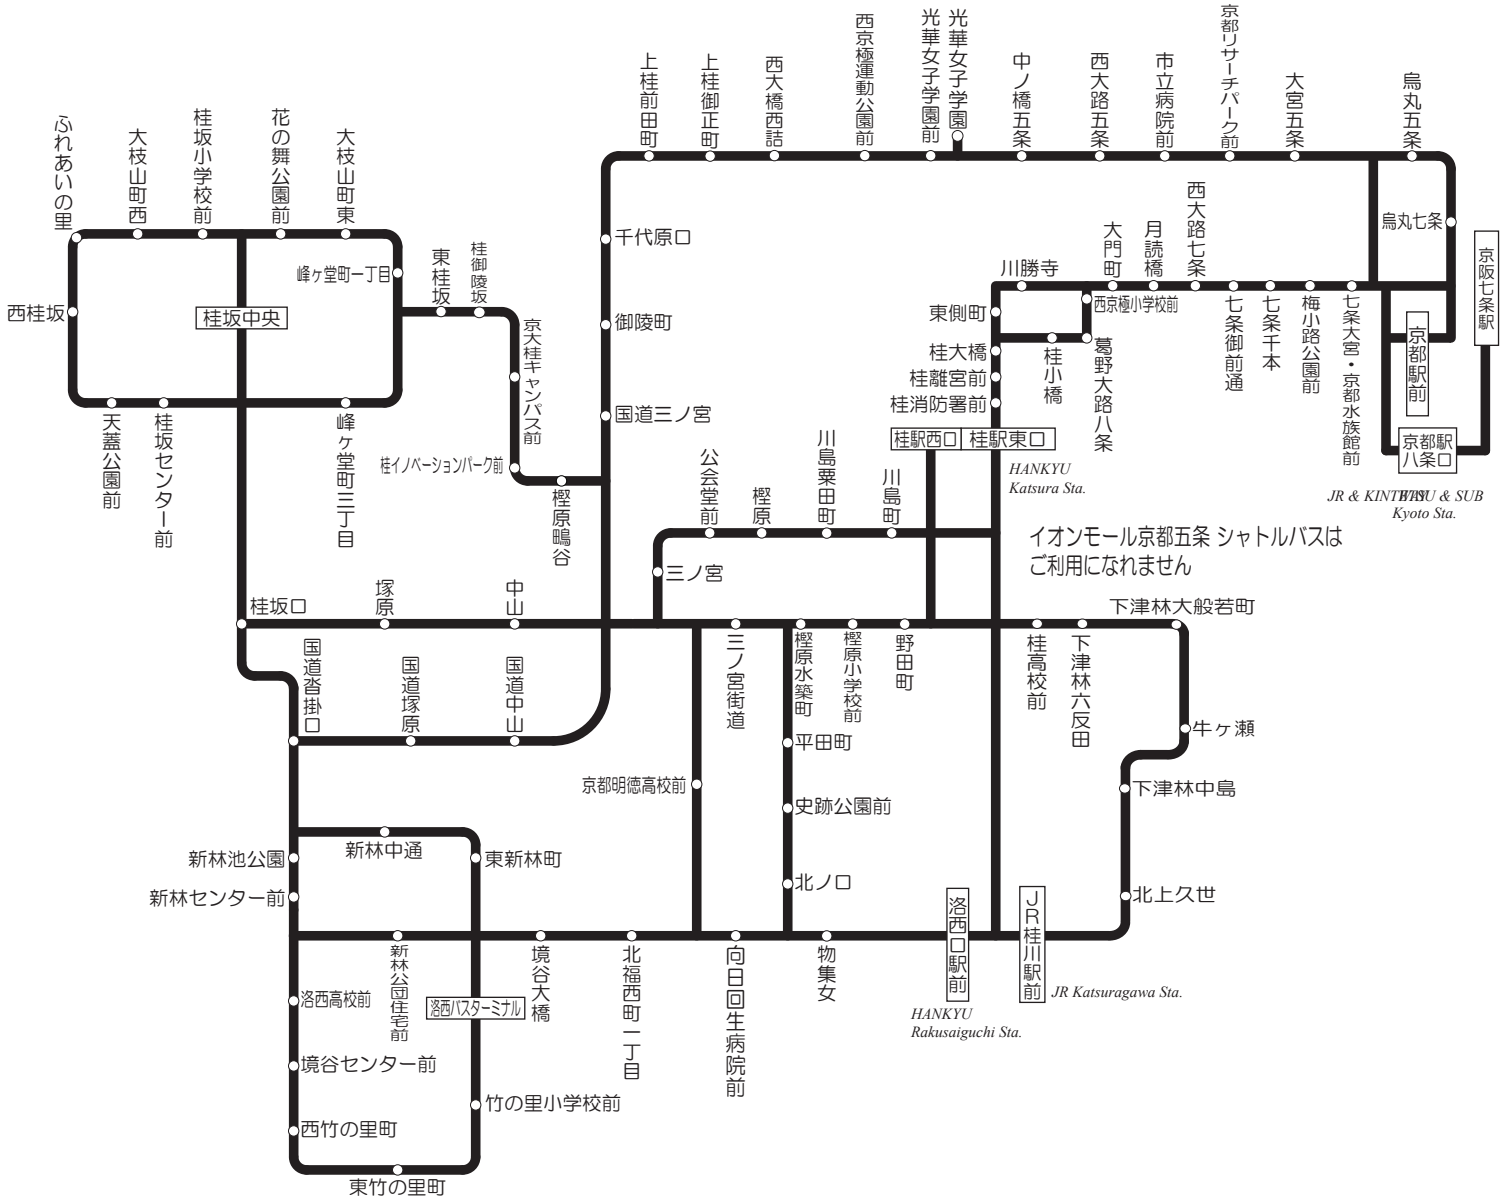 上桂前田町
上桂御正町
西大橋西詰
西京極運動公園前
光華女子学園前
光華女子学園
中ノ橋五条
西大路五条
市立病院前
京都リサーチパーク前
大宮五条
烏丸五条
ふれあいの里
大枝山町西
桂坂小学校前
花の舞公園前
大枝山町東
峰ヶ堂町一丁目
東桂坂
桂御陵坂
西桂坂
桂坂中央
京大桂キャンパス前
桂イノベーションパーク前
樫原鴫谷
天蓋公園前
桂坂センター前
峰ヶ堂町三丁目
千代原口
御陵町
国道三ノ宮
川勝寺
大門町
月読橋
西大路七条
烏丸七条
京阪七条駅
東側町
西京極小学校前
桂大橋
桂離宮前
桂消防署前
桂小橋
葛野大路八条
七条御前通
七条千本
梅小路公園前
七条大宮・京都水族館前
京都駅前
京都駅
八条口
桂駅西口
桂駅東口
HANKYU
Katsura Sta.
Kyoto Sta.
公会堂前
樫原
川島粟田町
川島町
三ノ宮
イオンモール京都五条 シャトルバスは
ご利用になれません
桂坂口
塚原
中山
下津林大般若町
国道沓掛口
国道塚原
国道中山
三ノ宮街道
樫原水築町
樫原小学校前
野田町
桂高校前
下津林六反田
牛ヶ瀬
平田町
京都明徳高校前
下津林中島
史跡公園前
新林中通
新林池公園
東新林町
北ノ口
新林センター前
北上久世
洛西口駅前
JR桂川駅前
新林公団住宅前
境谷大橋
北福西町一丁目
向日回生病院前
物集女
洛西高校前
洛西バスターミナル
JR Katsuragawa Sta.
HANKYU
Rakusaiguchi Sta.
境谷センター前
竹の里小学校前
西竹の里町
東竹の里町